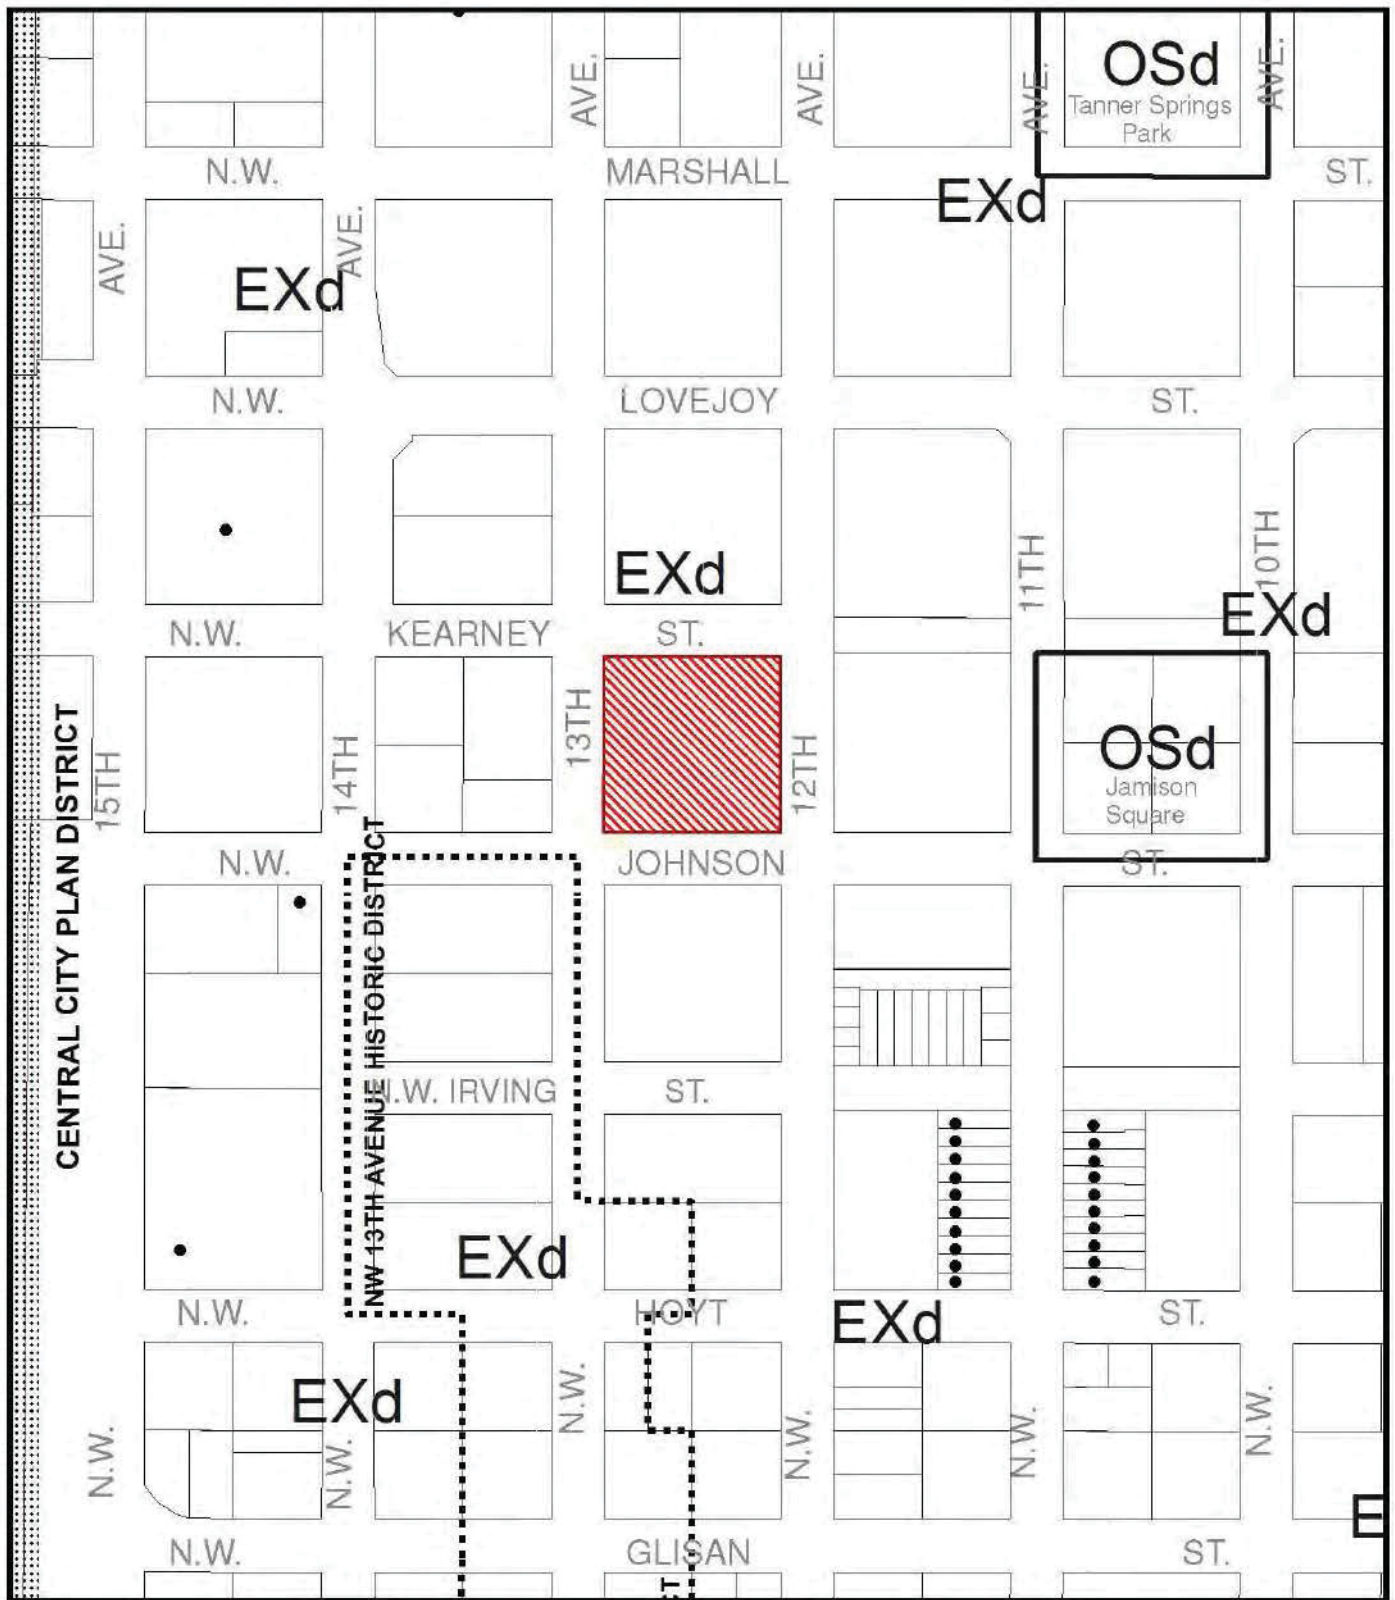 OSd
Tanner Springs
Park
AVE.
AVE.
AVE.
AVE.
N.W.
MARSHALL
ST.
EXd
AVE.
AVE.
EXd
N.W.
LOVEJOY
ST.
EXd
11TH
10TH
EXd
N.W.
KEARNEY
ST.
CENTRAL CITY PLAN DISTRICT
15TH
14TH
13TH
12TH
OSd
Jamison
Square
N.W.
JOHNSON
ST.
NW 13TH AVENUE HISTORIC DISTRICT
N.W. IRVING
ST.
EXd
N.W.
HOYT
EXd
ST.
EXd
N.W.
N.W.
N.W.
N.W.
N.W.
N.W.
N.W.
GLISAN
ST.